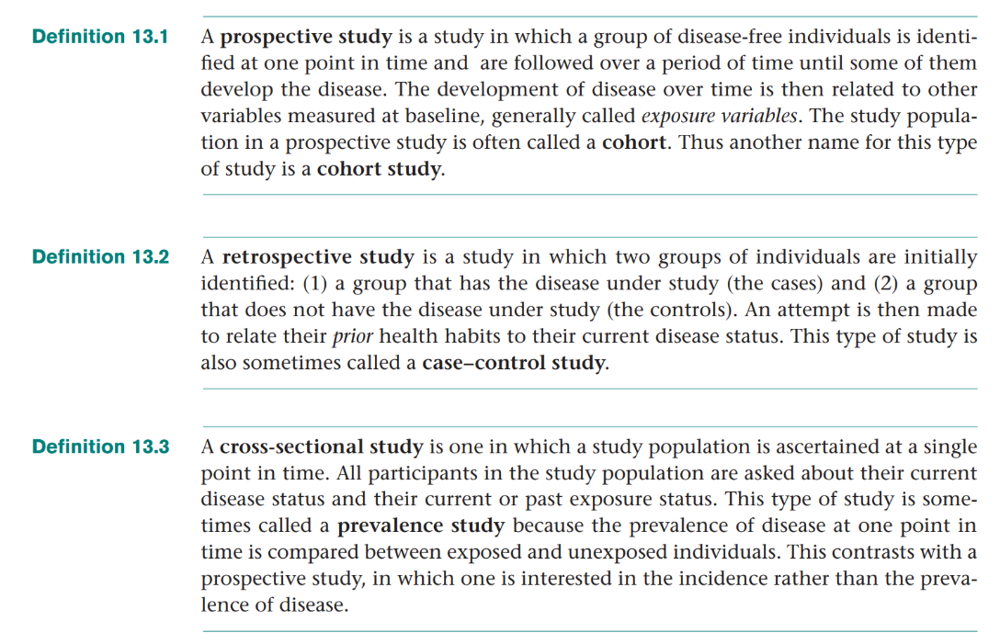 Definition 13.1 A prospective study is a study in which a group of disease-free individuals is identi-
fied at one point in time and are followed over a period of time until some of them
develop the disease. The development of disease over time is then related to other
variables measured at baseline, generally called exposure variables. The study popula-
tion in a prospective study is often called a cohort. Thus another name for this type
of study is a cohort study.
Definition 13.2 A retrospective study is a study in which two groups of individuals are initially
identified: (1) a group that has the disease under study (the cases) and (2) a group
that does not have the disease under study (the controls). An attempt is then made
to relate their prior health habits to their current disease status. This type of study is
also sometimes called a case–control study.
Definition 13.3 A cross-sectional study is one in which a study population is ascertained at a single
point in time. All participants in the study population are asked about their current
disease status and their current or past exposure status. This type of study is some-
times called a prevalence study because the prevalence of disease at one point in
time is compared between exposed and unexposed individuals. This contrasts with a
prospective study, in which one is interested in the incidence rather than the preva-
lence of disease.